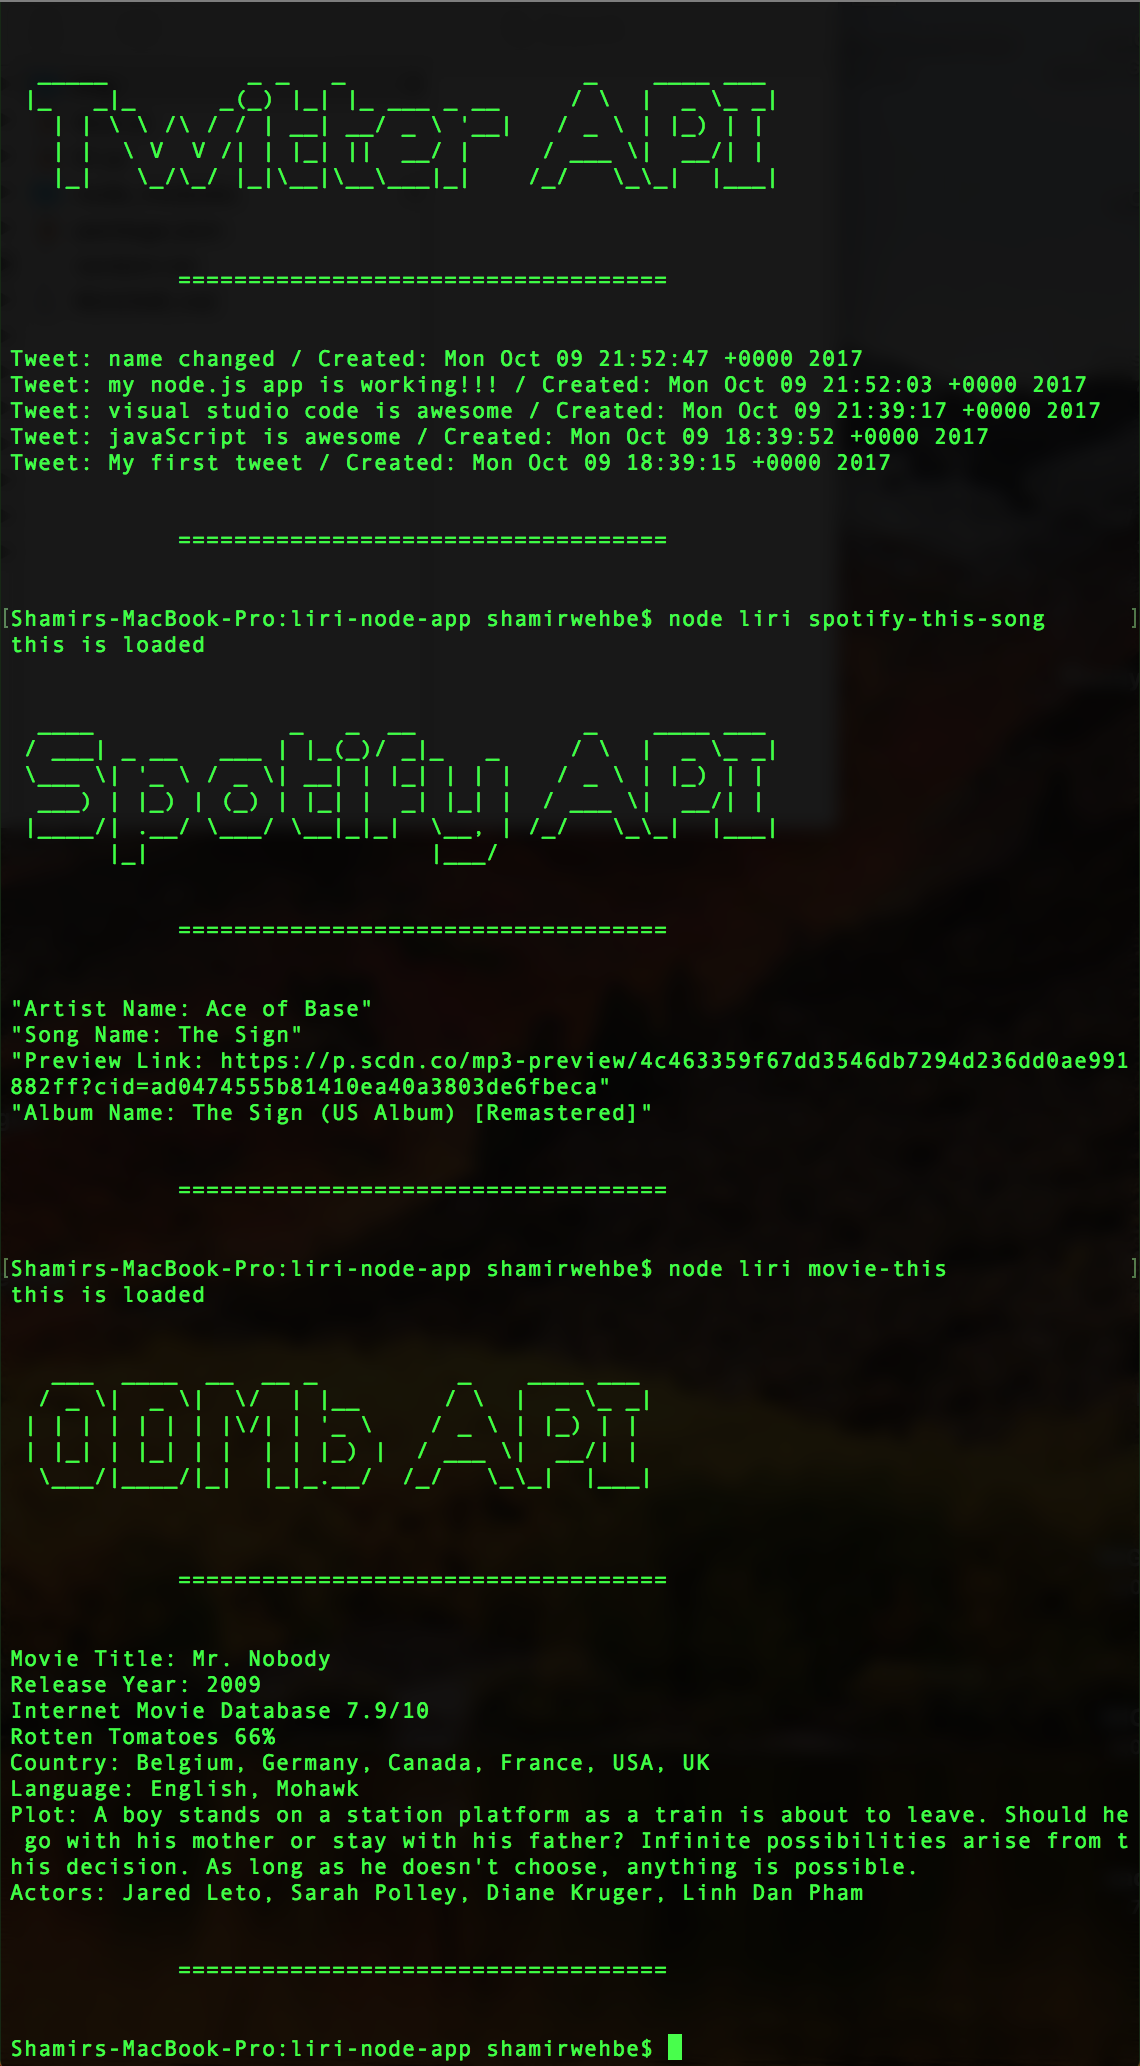 Twitter API
==================================
Tweet: name changed / Created: Mon Oct 09 21:52:47 +0000 2017
Tweet: my node.js app is working!!! / Created: Mon Oct 09 21:52:03 +0000 2017
Tweet: visual studio code is awesome / Created: Mon Oct 09 21:39:17 +0000 2017
Tweet: javaScript is awesome / Created: Mon Oct 09 18:39:52 +0000 2017
Tweet: My first tweet / Created: Mon Oct 09 18:39:15 +0000 2017
==================================
[Shamirs-MacBook-Pro:liri-node-app shamirwehbe$ node liri spotify-this-song ]
this is loaded
Spotify API
==================================
"Artist Name: Ace of Base"
"Song Name: The Sign"
"Preview Link: https://p.scdn.co/mp3-preview/4c463359f67dd3546db7294d236dd0ae991
882ff?cid=ad0474555b81410ea40a3803de6fbeca"
"Album Name: The Sign (US Album) [Remastered]"
==================================
[Shamirs-MacBook-Pro:liri-node-app shamirwehbe$ node liri movie-this ]
this is loaded
ODMb API
==================================
Movie Title: Mr. Nobody
Release Year: 2009
Internet Movie Database 7.9/10
Rotten Tomatoes 66%
Country: Belgium, Germany, Canada, France, USA, UK
Language: English, Mohawk
Plot: A boy stands on a station platform as a train is about to leave. Should he
go with his mother or stay with his father? Infinite possibilities arise from t
his decision. As long as he doesn't choose, anything is possible.
Actors: Jared Leto, Sarah Polley, Diane Kruger, Linh Dan Pham
==================================
Shamirs-MacBook-Pro:liri-node-app shamirwehbe$